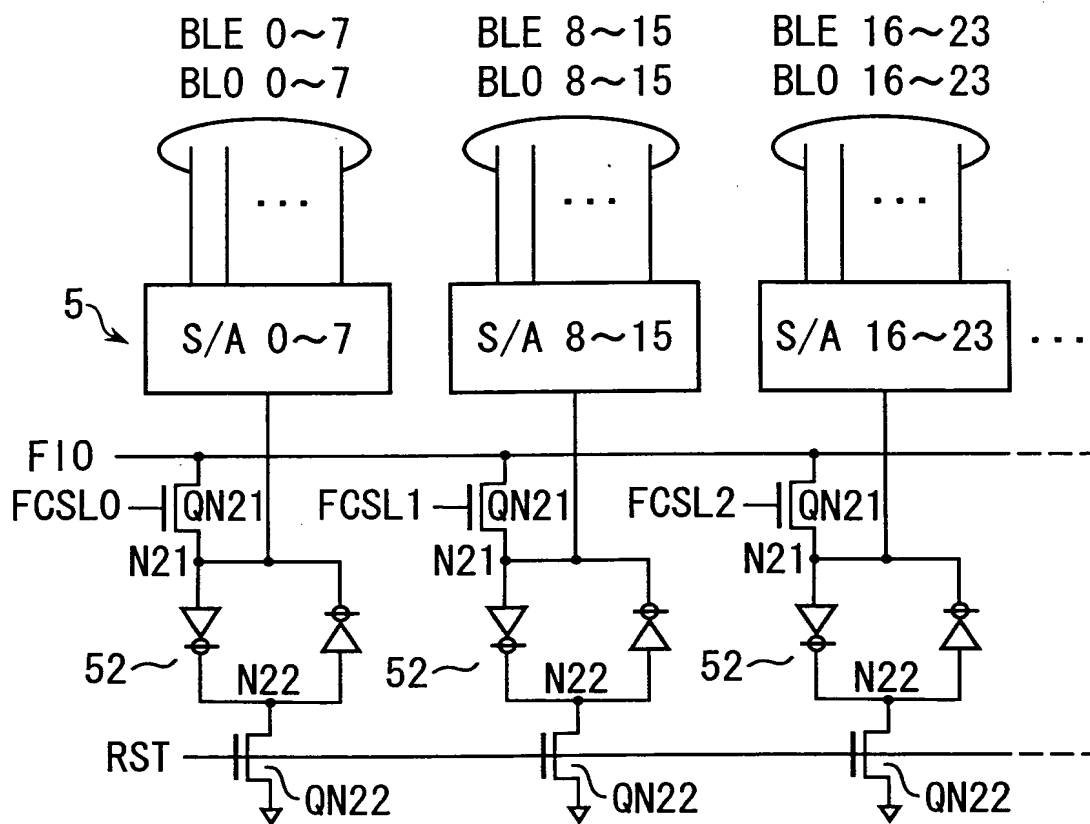 BLE 0~7 BLE 8~15 BLE 16~23
BLO 0~7 BLO 8~15 BLO 16~23
5 S/A 0~7 S/A 8~15 S/A 16~23 ...
FIO
FCSL0 QN21 FCSL1 QN21 FCSL2 QN21
N21 N21 N21
52 N22 52 N22 52 N22
RST
QN22 QN22 QN22